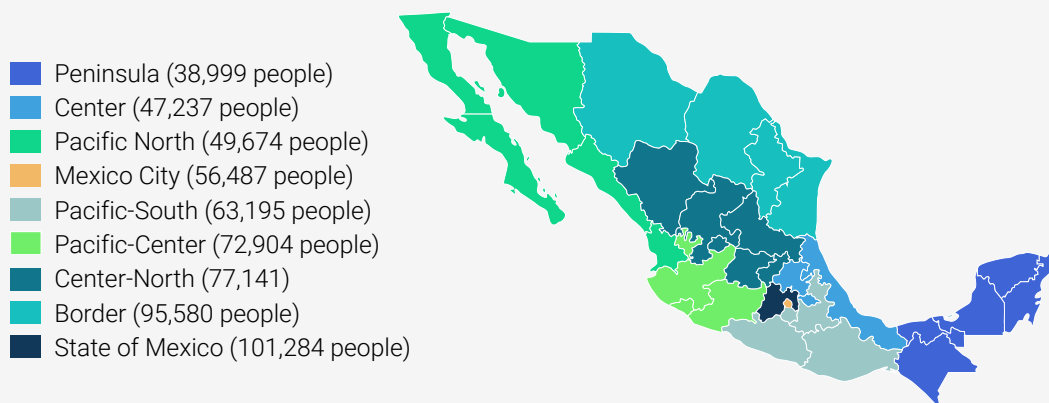 Peninsula (38,999 people)
Center (47,237 people)
Pacific North (49,674 people)
Mexico City (56,487 people)
Pacific-South (63,195 people)
Pacific-Center (72,904 people)
Center-North (77,141)
Border (95,580 people)
State of Mexico (101,284 people)